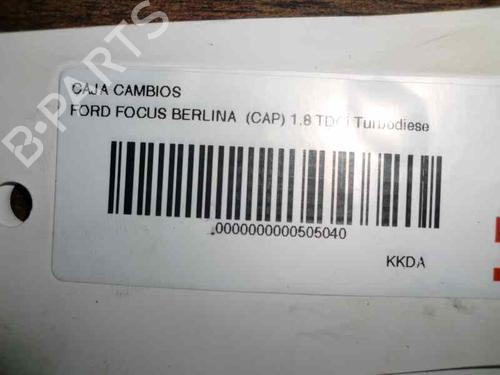 CAJA CAMBIOS
FORD FOCUS BERLINA (CAP) 1.8 TDCi Turbodiese
.0000000000505040
KKDA
B-PARTS